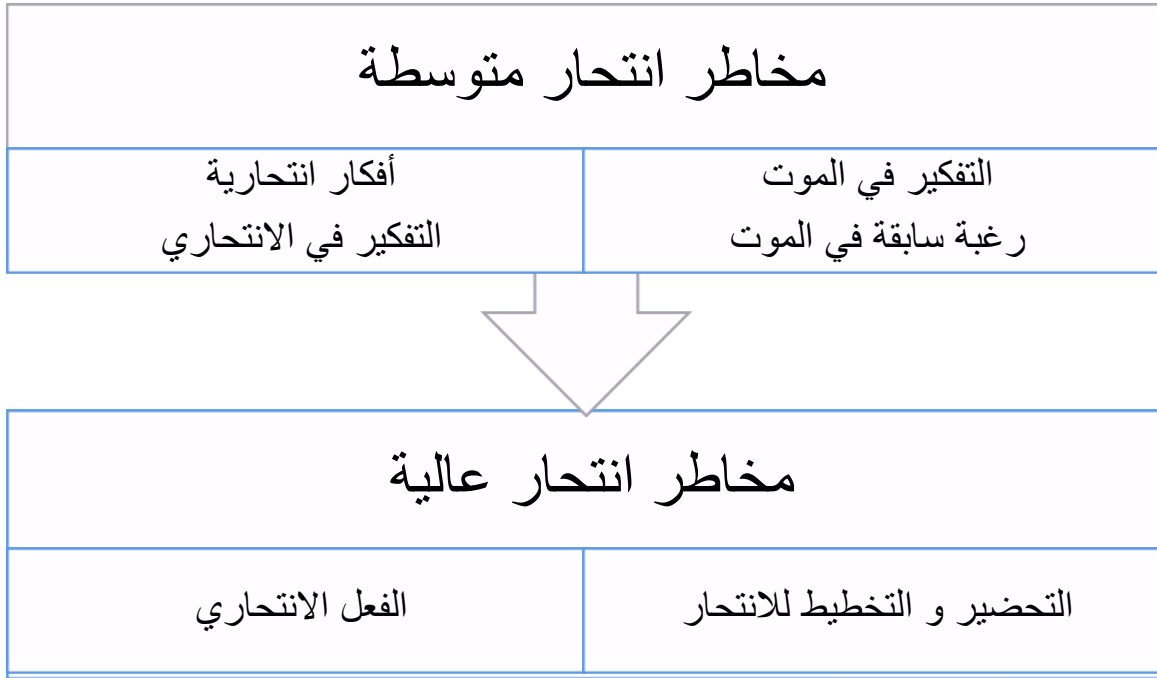 مخاطر انتحار متوسطة
التفكير في الموت
رغبة سابقة في الموت
أفكار انتحارية
التفكير في الانتحاري
مخاطر انتحار عالية
التحضير و التخطيط للانتحار
الفعل الانتحاري